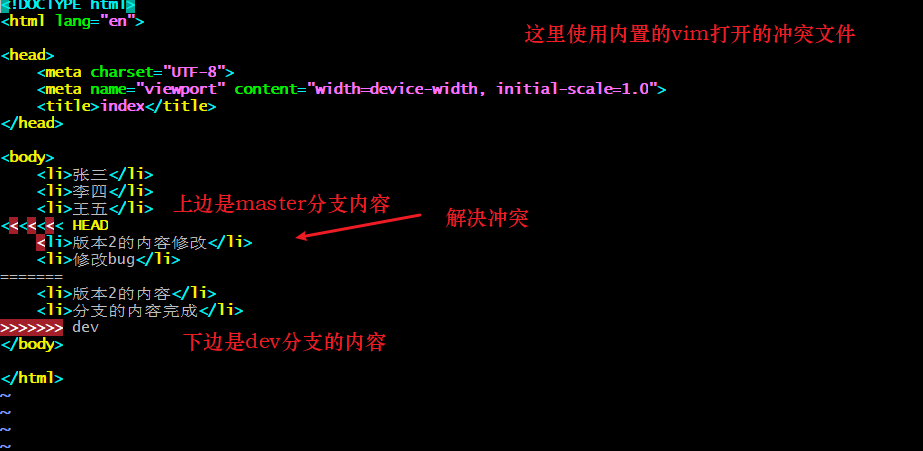 <!DOCTYPE html>
<html lang="en">
这里使用内置的vim打开的冲突文件
<head>
<meta charset="UTF-8">
<meta name="viewport" content="width=device-width, initial-scale=1.0">
<title>index</title>
</head>
<body>
<li>张三</li>
<li>李四</li>
<li>王五</li>
上边是master分支内容
解决冲突
<<<<<<< HEAD
<li>版本2的内容修改</li>
<li>修改bug</li>
=======
<li>版本2的内容</li>
<li>分支的内容完成</li>
>>>>>>> dev
下边是dev分支的内容
</body>
</html>
~
~
~
~